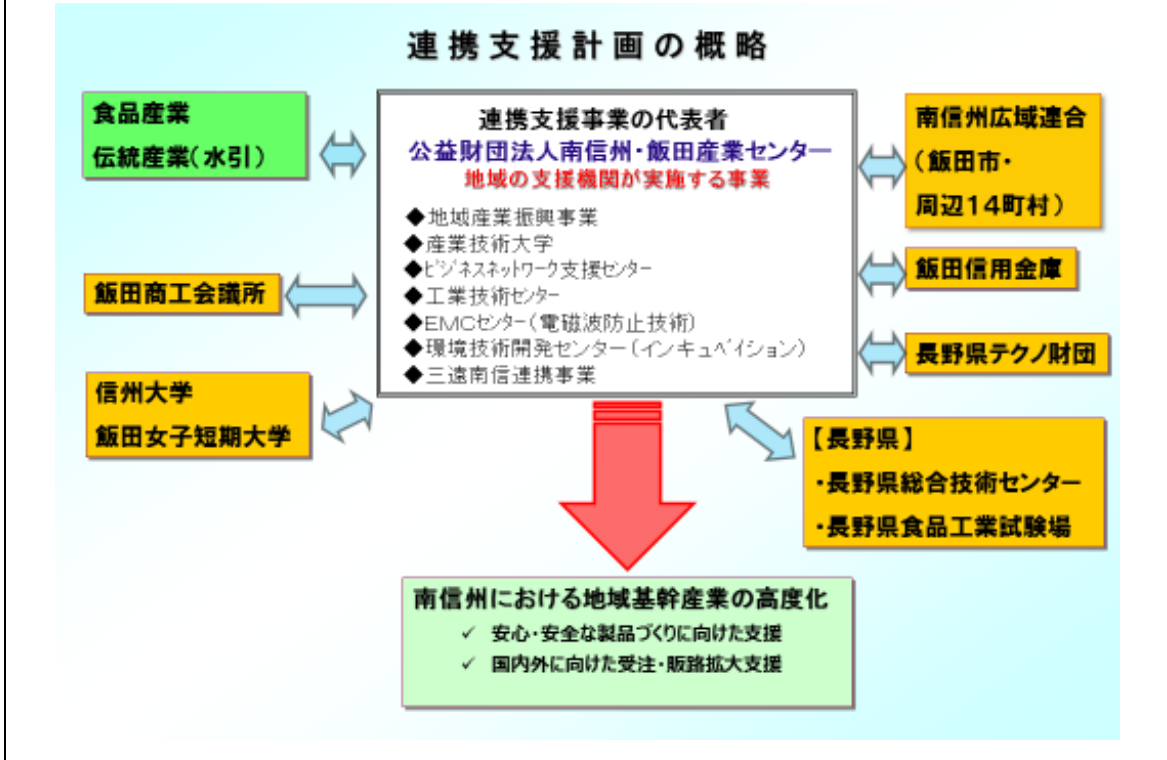 連携支援計画の概略
食品産業
伝統産業(水引)
飯田商工会議所
信州大学
飯田女子短期大学
連携支援事業の代表者
公益財団法人南信州・飯田産業センター
地域の支援機関が実施する事業
◆地域産業振興事業
◆産業技術大学
◆ビジネスネットワーク支援センター
◆工業技術センター
◆EMCセンター(電磁波防止技術)
◆環境技術開発センター(インキュベイション)
◆三遠南信連携事業
南信州広域連合
(飯田市・
周辺14町村)
飯田信用金庫
長野県テクノ財団
【長野県】
・長野県総合技術センター
・長野県食品工業試験場
南信州における地域基幹産業の高度化
✓ 安心・安全な製品づくりに向けた支援
✓ 国内外に向けた受注・販路拡大支援